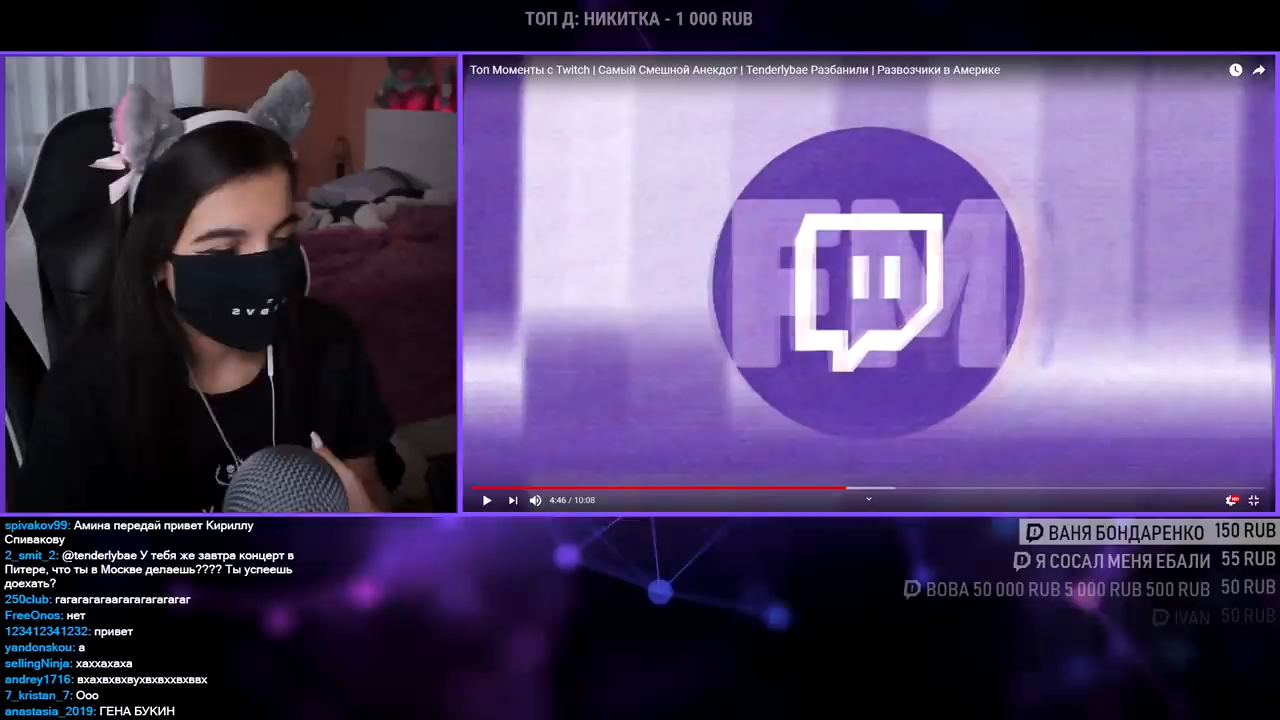 ТОП Д: НИКИТКА - 1 000 RUB
Топ Моменты с Twitch | Самый Смешной Анекдот | Tenderlybae Разбанили | Развозчики в Америке
FM
4:46 / 10:08
HD
spivakov99: Амина передай привет Кириллу
Спивакову
2_smit_2: @tenderlybae У тебя же завтра концерт в
Питере, что ты в Москве делаешь???? Ты успеешь
доехать?
250club: гагагагагаагагагагагаг
FreeOnos: нет
123412341232: привет
yandonskou: а
sellingNinja: хаххахаха
andrey1716: вхахвхвхвухвхвххвхввх
7_kristan_7: Ооо
anastasia_2019: ГЕНА БУКИН
ВАНЯ БОНДАРЕНКО 150 RUB
Я СОСАЛ МЕНЯ ЕБАЛИ 55 RUB
ВОВА 50 000 RUB 5 000 RUB 500 RUB 50 RUB
IVAN 50 RUB